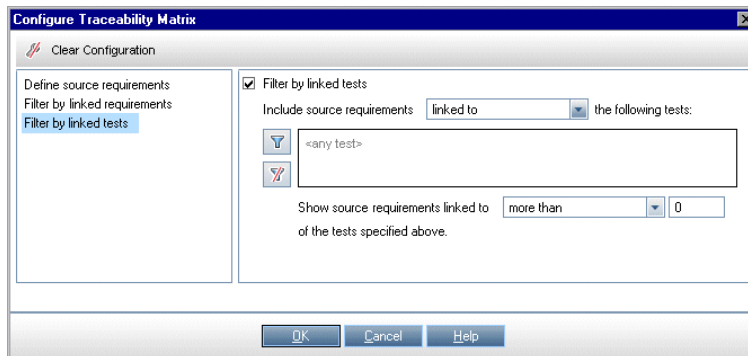 Configure Traceability Matrix
Clear Configuration
Define source requirements
Filter by linked requirements
Filter by linked tests
Filter by linked tests
Include source requirements linked to the following tests:
<any test>
Show source requirements linked to more than 0
of the tests specified above.
OK Cancel Help